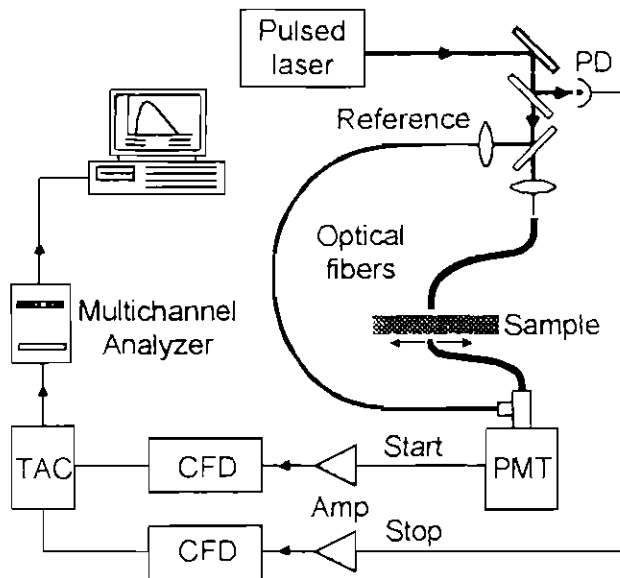 Pulsed
laser
PD
Reference
Optical
fibers
Sample
Multichannel
Analyzer
TAC
CFD
Start
PMT
Amp
CFD
Stop